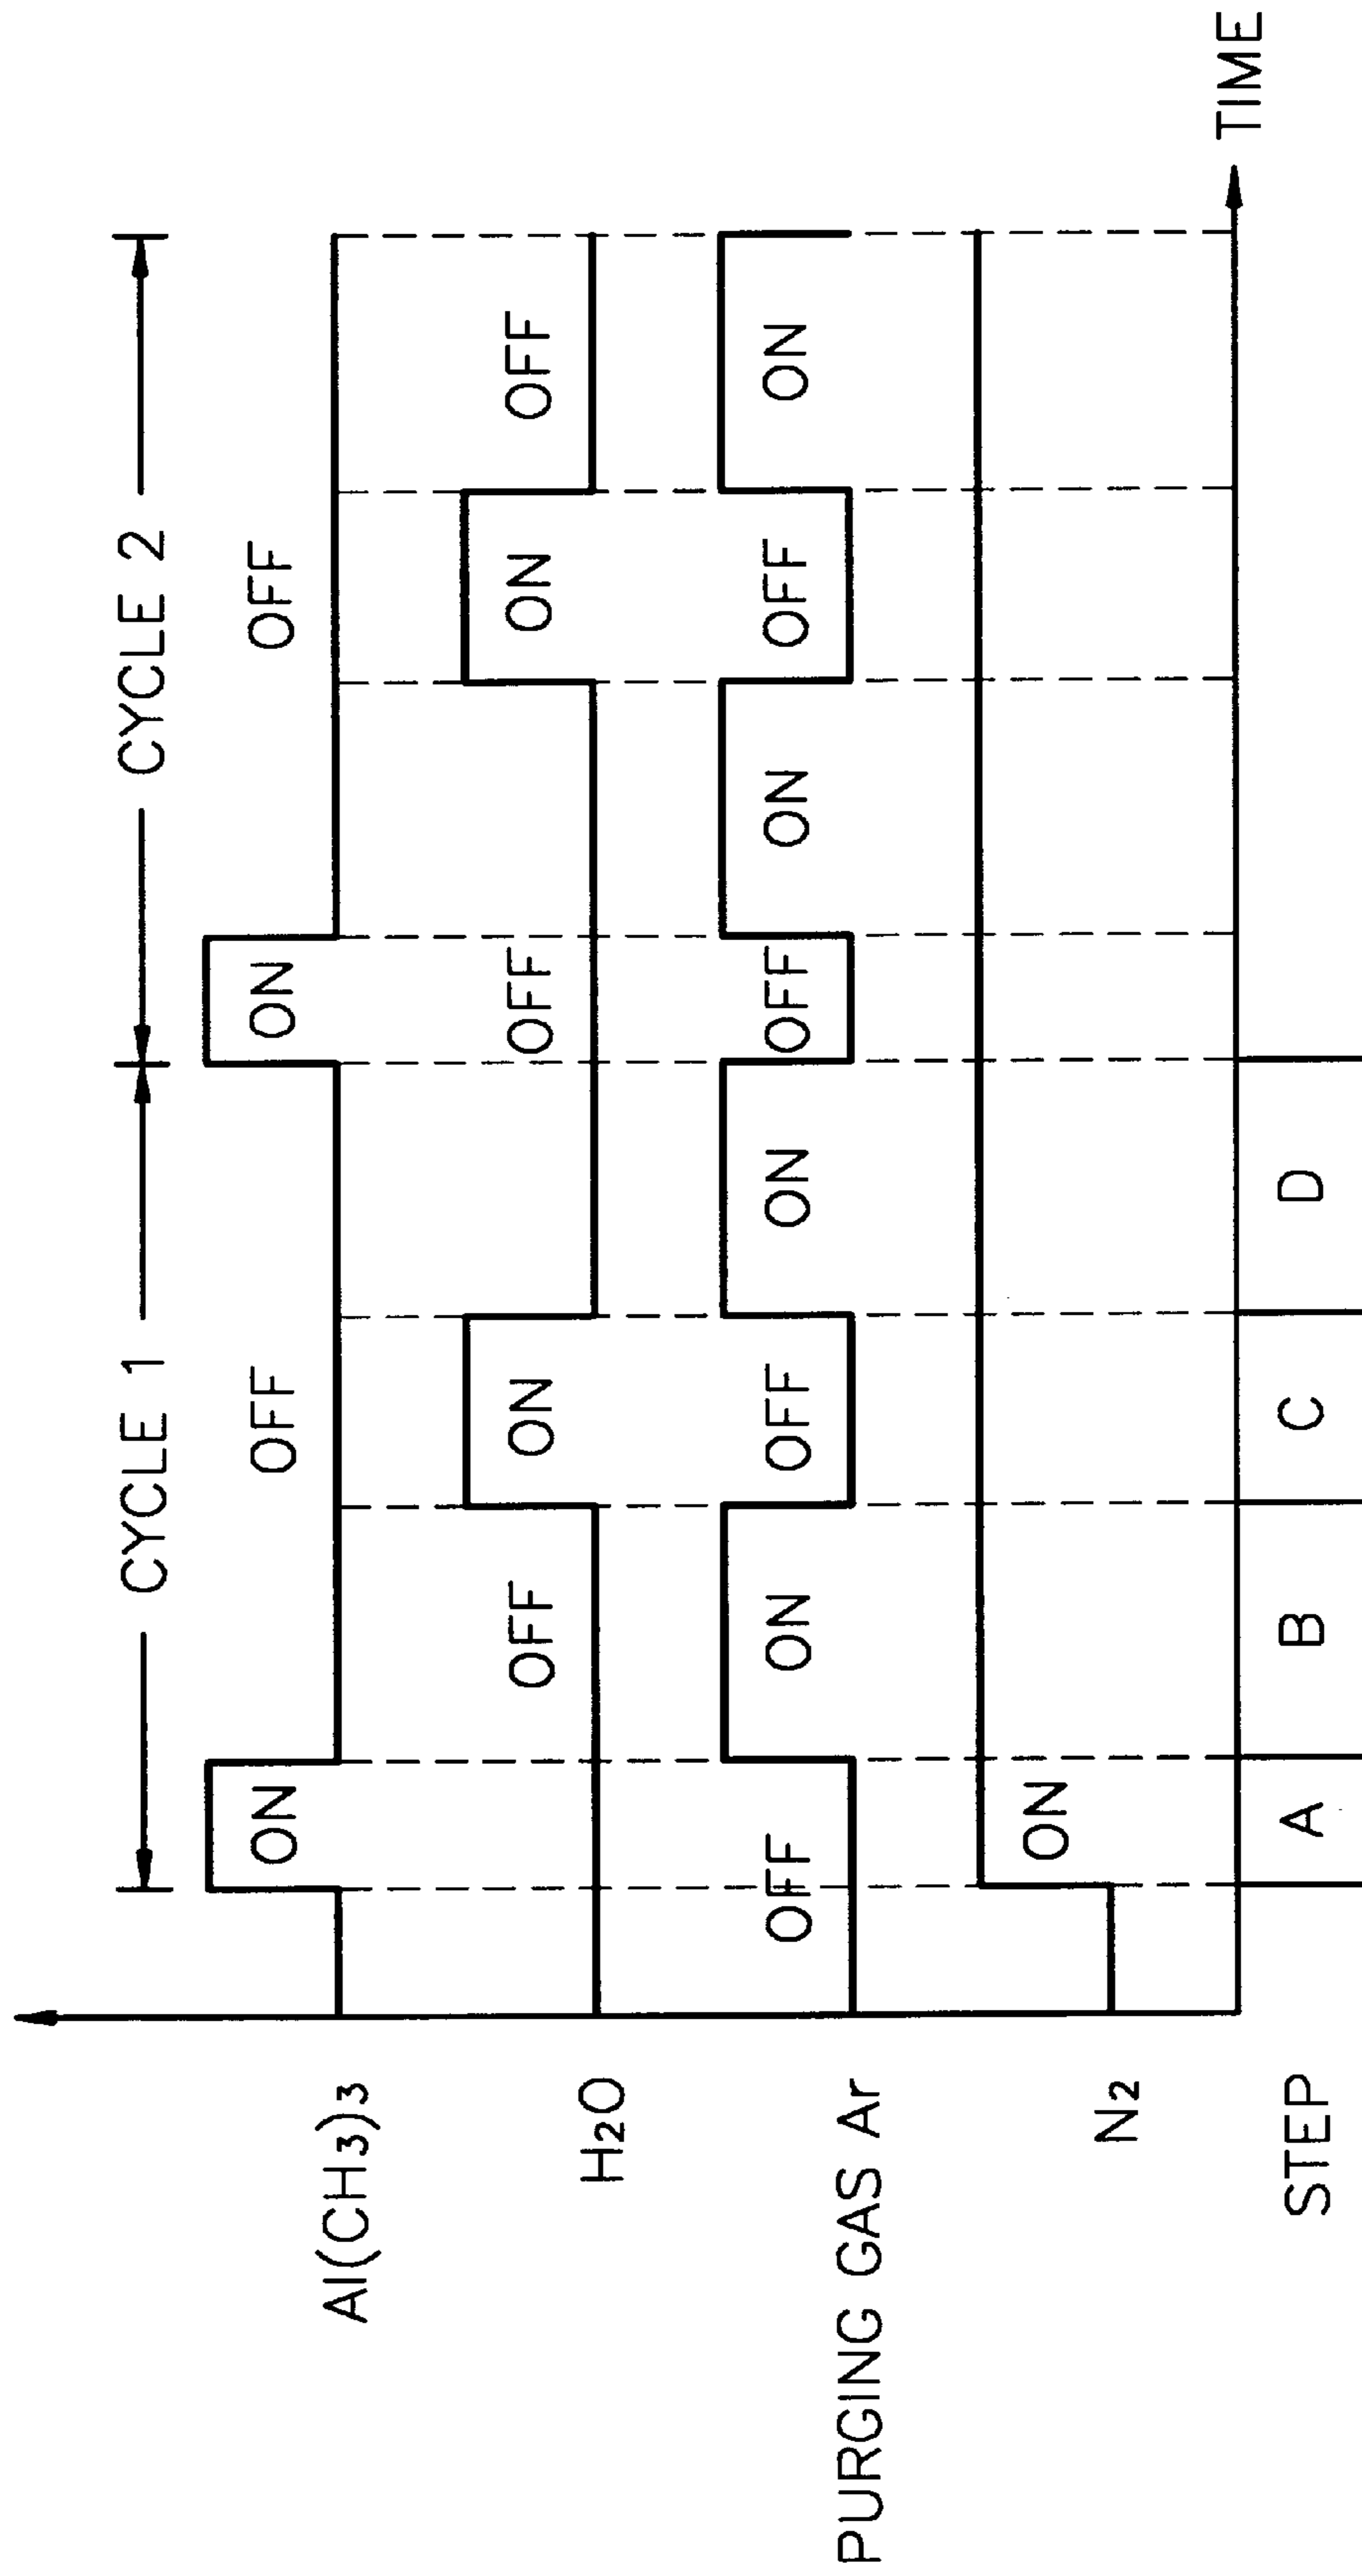 CYCLE 1 CYCLE 2
Al(CH3)3 ON OFF ON OFF
H2O OFF ON OFF ON OFF
PURGING GAS Ar OFF ON OFF ON OFF ON OFF ON
N2 ON
TIME
STEP A B C D